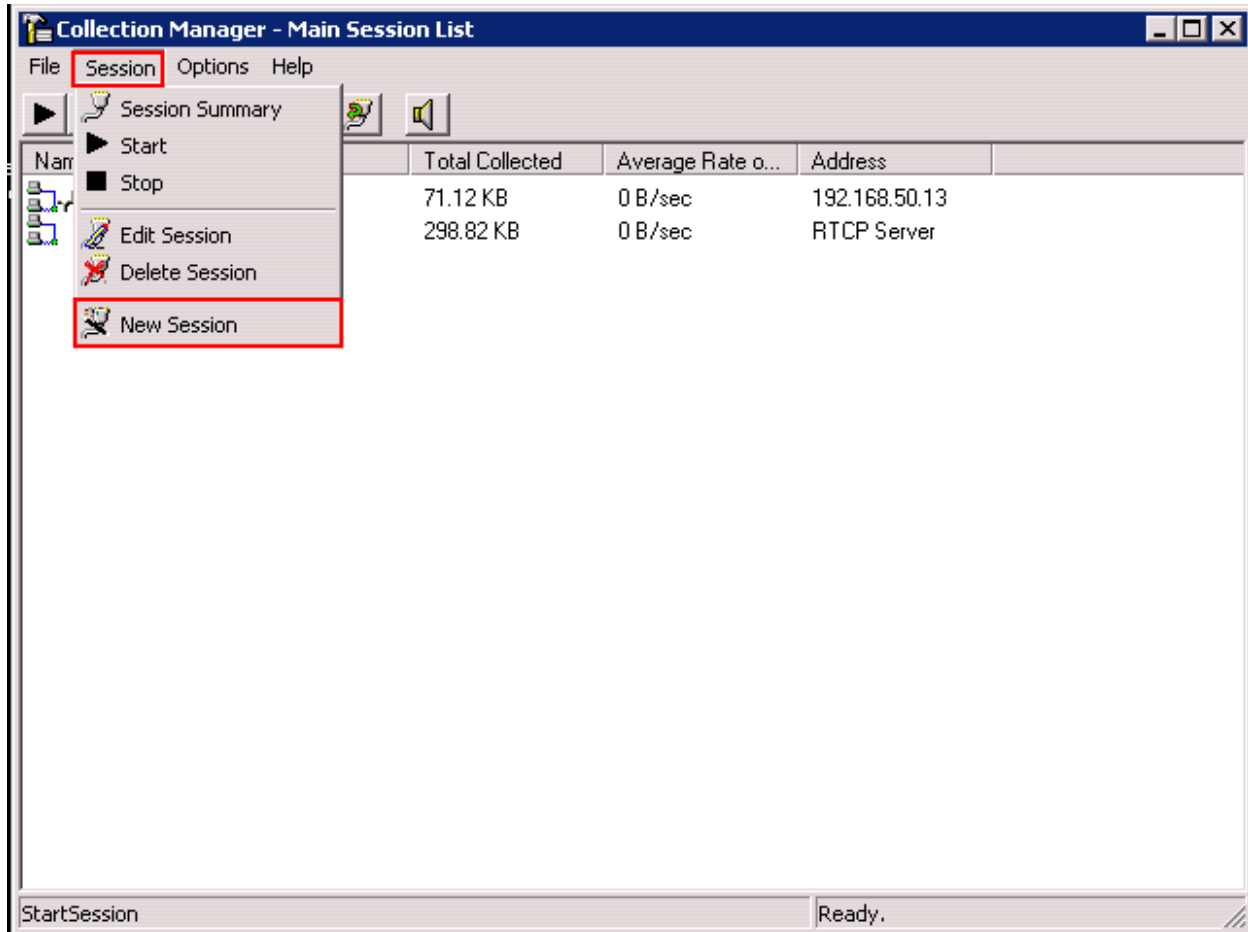 Collection Manager - Main Session List
File Session Options Help
Session Summary
Start
Stop
Edit Session
Delete Session
New Session
Total Collected Average Rate o... Address
71.12 KB 0 B/sec 192.168.50.13
298.82 KB 0 B/sec RTCP Server
StartSession Ready.